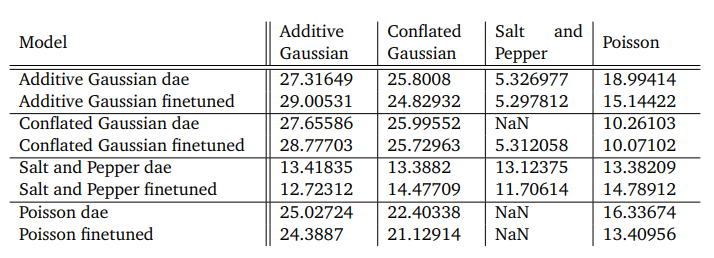 Model Additive Gaussian Conflated Gaussian Salt and Pepper Poisson
Additive Gaussian dae 27.31649 25.8008 5.326977 18.99414
Additive Gaussian finetuned 29.00531 24.82932 5.297812 15.14422
Conflated Gaussian dae 27.65586 25.99552 NaN 10.26103
Conflated Gaussian finetuned 28.77703 25.72963 5.312058 10.07102
Salt and Pepper dae 13.41835 13.3882 13.12375 13.38209
Salt and Pepper finetuned 12.72312 14.47709 11.70614 14.78912
Poisson dae 25.02724 22.40338 NaN 16.33674
Poisson finetuned 24.3887 21.12914 NaN 13.40956